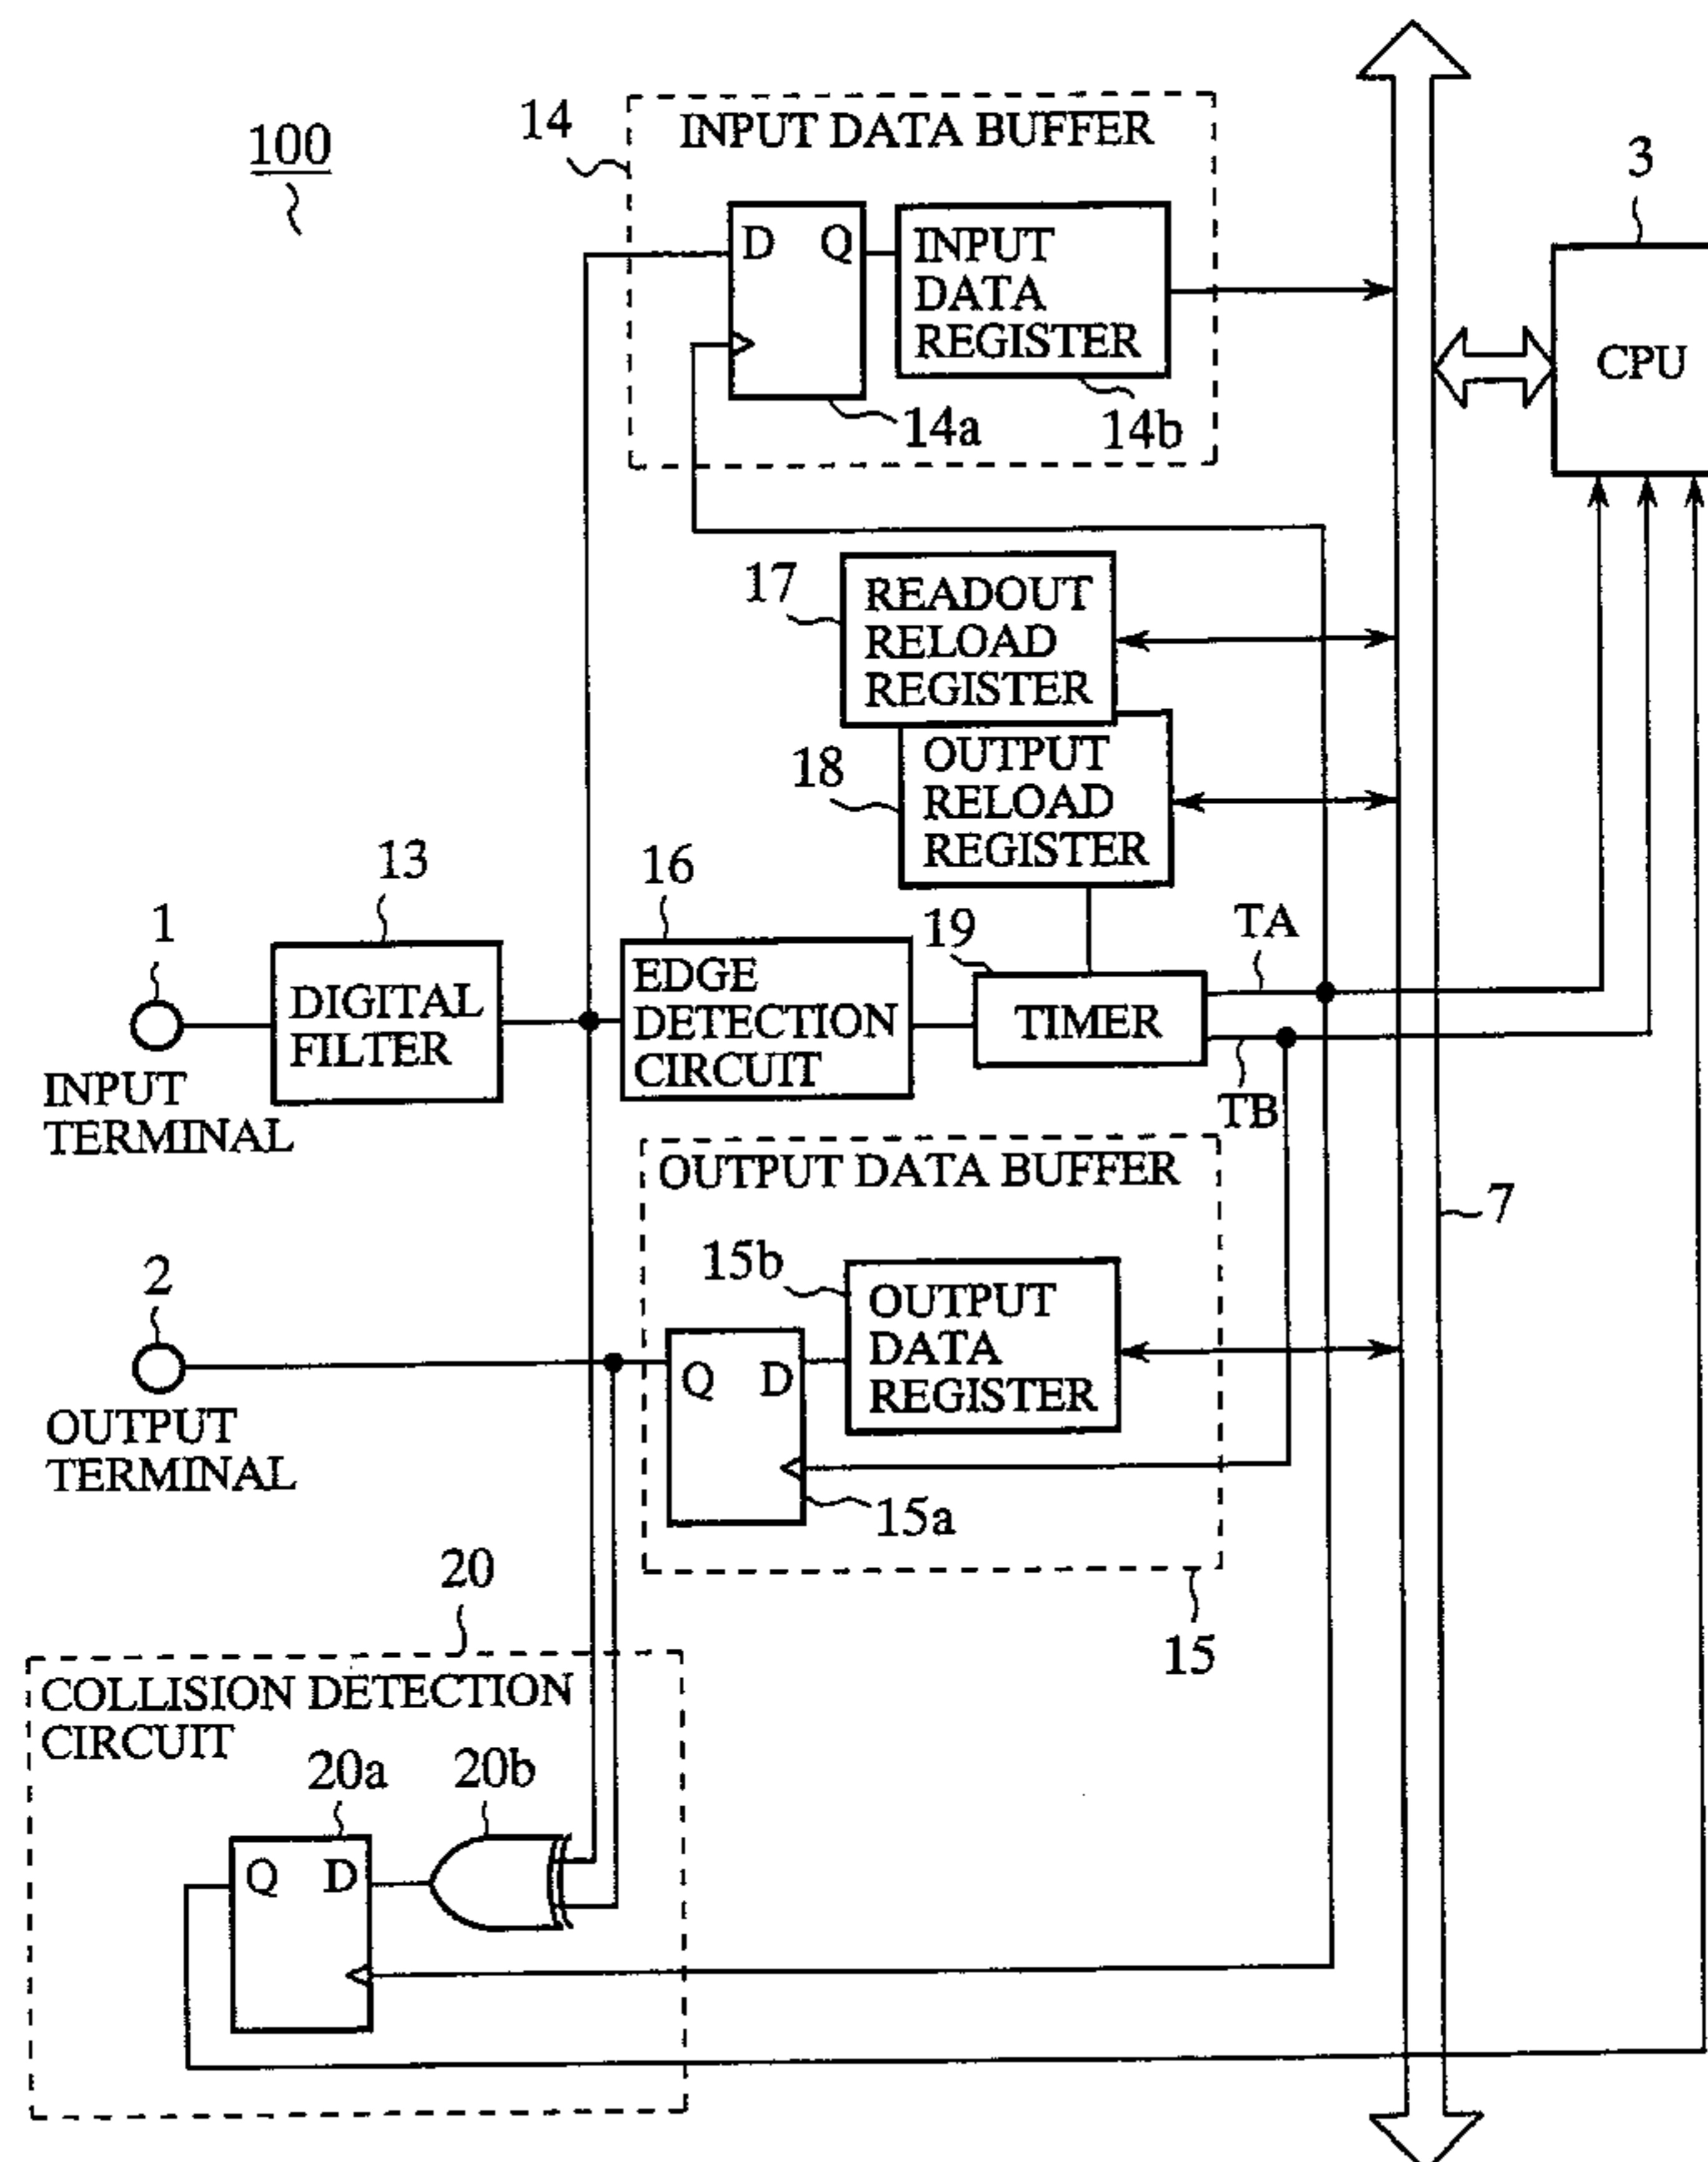 100
14
INPUT DATA BUFFER
3
D Q
INPUT
DATA
REGISTER
CPU
14a
14b
17
READOUT
RELOAD
REGISTER
18
OUTPUT
RELOAD
REGISTER
13
16
1
19
TA
DIGITAL
FILTER
EDGE
DETECTION
CIRCUIT
TIMER
INPUT
TERMINAL
TB
OUTPUT DATA BUFFER
7
2
15b
OUTPUT
DATA
REGISTER
Q D
OUTPUT
TERMINAL
15a
20
15
COLLISION DETECTION
CIRCUIT
20a
20b
Q D